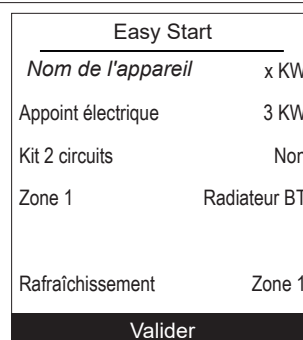 Easy Start
Nom de l'appareil x KW
Appoint électrique 3 KW
Kit 2 circuits Non
Zone 1 Radiateur BT
Rafraîchissement Zone 1
Valider